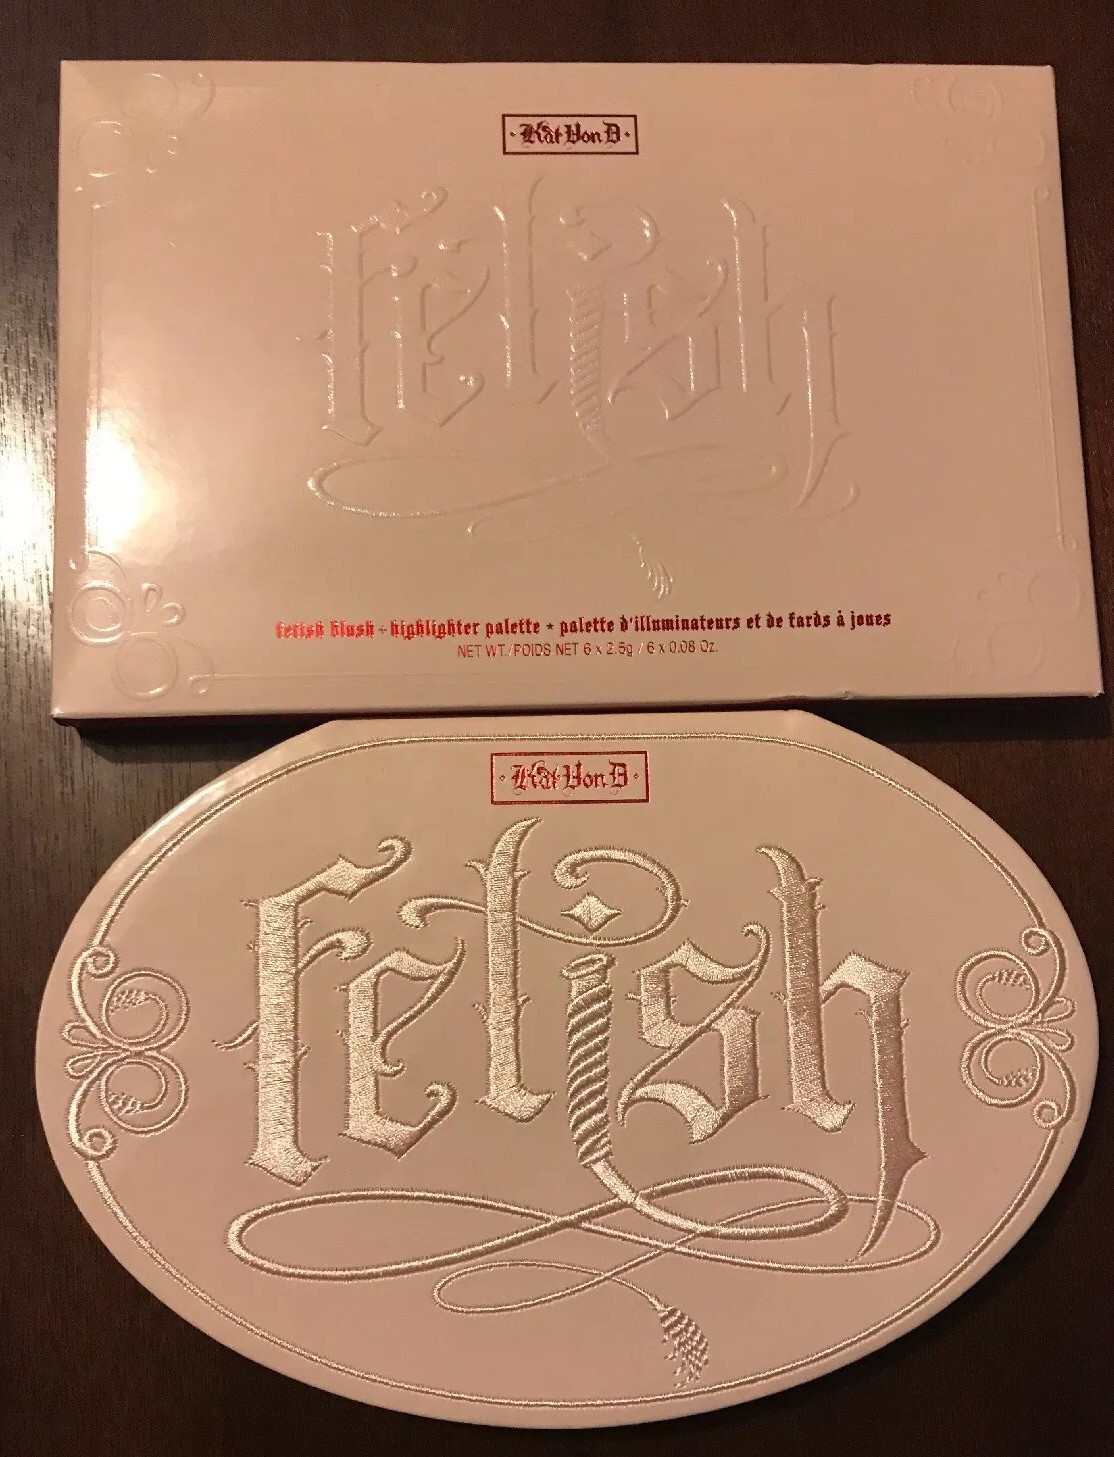 ·Kat Von D·
fetish
fetish blush + highlighter palette • palette d'illuminateurs et de fards à joues
NET WT./POIDS NET 6 x 2.5g / 6 x 0.08 Oz.
·Kat Von D·
fetish